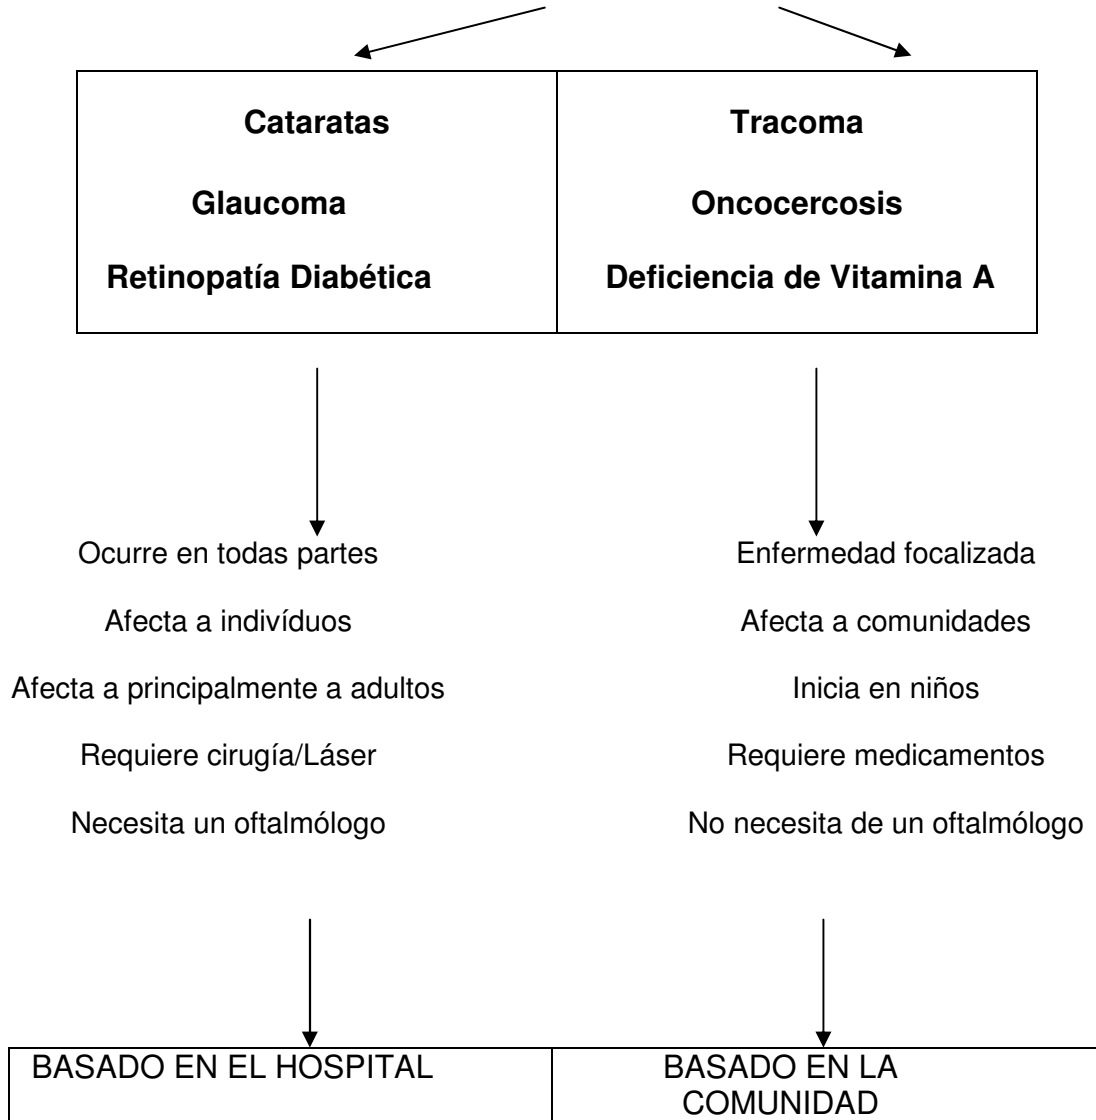 Cataratas
Glaucoma
Retinopatía Diabética
Tracoma
Oncocercosis
Deficiencia de Vitamina A
Ocurre en todas partes
Afecta a indivíduos
Afecta a principalmente a adultos
Requiere cirugía/Láser
Necesita un oftalmólogo
Enfermedad focalizada
Afecta a comunidades
Inicia en niños
Requiere medicamentos
No necesita de un oftalmólogo
BASADO EN EL HOSPITAL
BASADO EN LA
COMUNIDAD